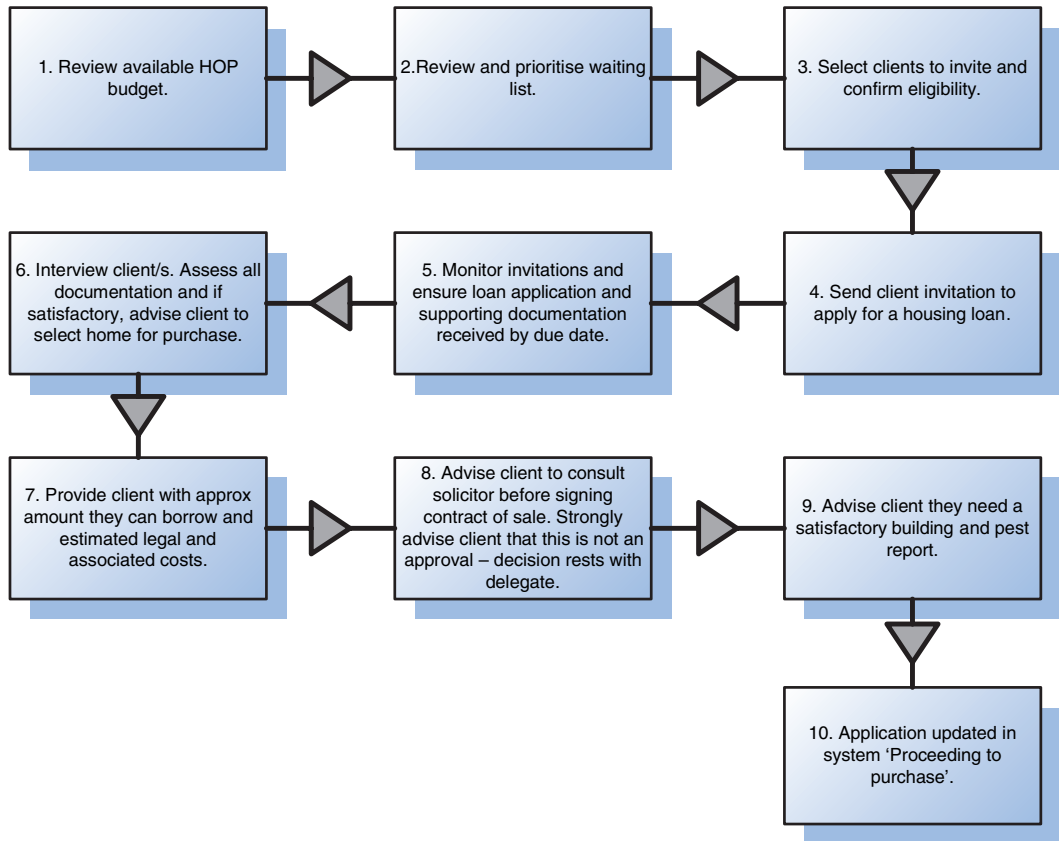 1. Review available HOP
budget.
2.Review and prioritise waiting
list.
3. Select clients to invite and
confirm eligibility.
4. Send client invitation to
apply for a housing loan.
5. Monitor invitations and
ensure loan application and
supporting documentation
received by due date.
6. Interview client/s. Assess all
documentation and if
satisfactory, advise client to
select home for purchase.
7. Provide client with approx
amount they can borrow and
estimated legal and
associated costs.
8. Advise client to consult
solicitor before signing
contract of sale. Strongly
advise client that this is not an
approval – decision rests with
delegate.
9. Advise client they need a
satisfactory building and pest
report.
10. Application updated in
system ‘Proceeding to
purchase’.